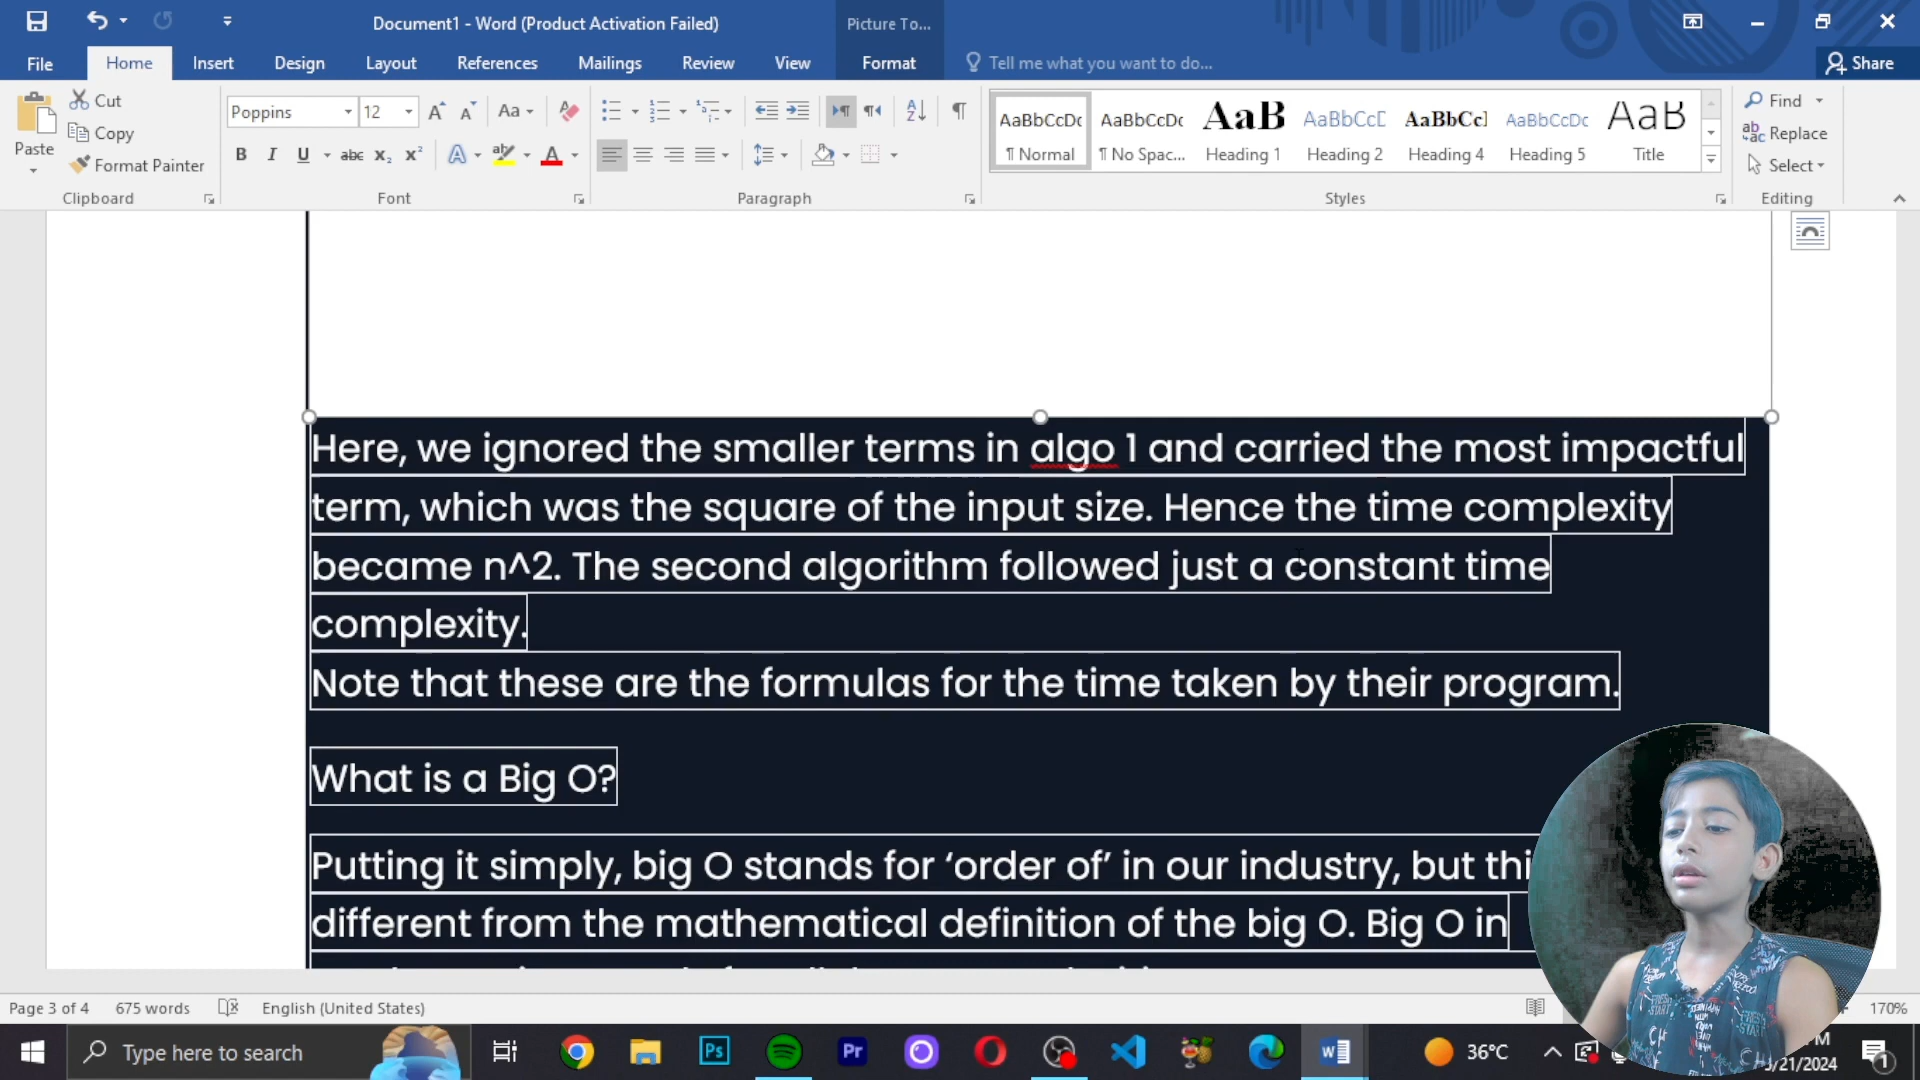 Document1 - Word (Product Activation Failed)
Picture To...
File
Home
Insert
Design
Layout
References
Mailings
Review
View
Format
Tell me what you want to do...
Share
Paste
Cut
Copy
Format Painter
Clipboard
Poppins
12
Font
Paragraph
AaBbCcDc
¶ Normal
AaBbCcDc
¶ No Spac...
AaB
Heading 1
AaBbCcC
Heading 2
AaBbCcI
Heading 4
AaBbCcDc
Heading 5
AaB
Title
Styles
Find
Replace
Select
Editing
Here, we ignored the smaller terms in algo 1 and carried the most impactful
term, which was the square of the input size. Hence the time complexity
became n^2. The second algorithm followed just a constant time
complexity.
Note that these are the formulas for the time taken by their program.
What is a Big O?
Putting it simply, big O stands for ‘order of’ in our industry, but
different from the mathematical definition of the big O. Big O in
Page 3 of 4
675 words
English (United States)
170%
Type here to search
Ps
Pr
36°C
/21/2024
1